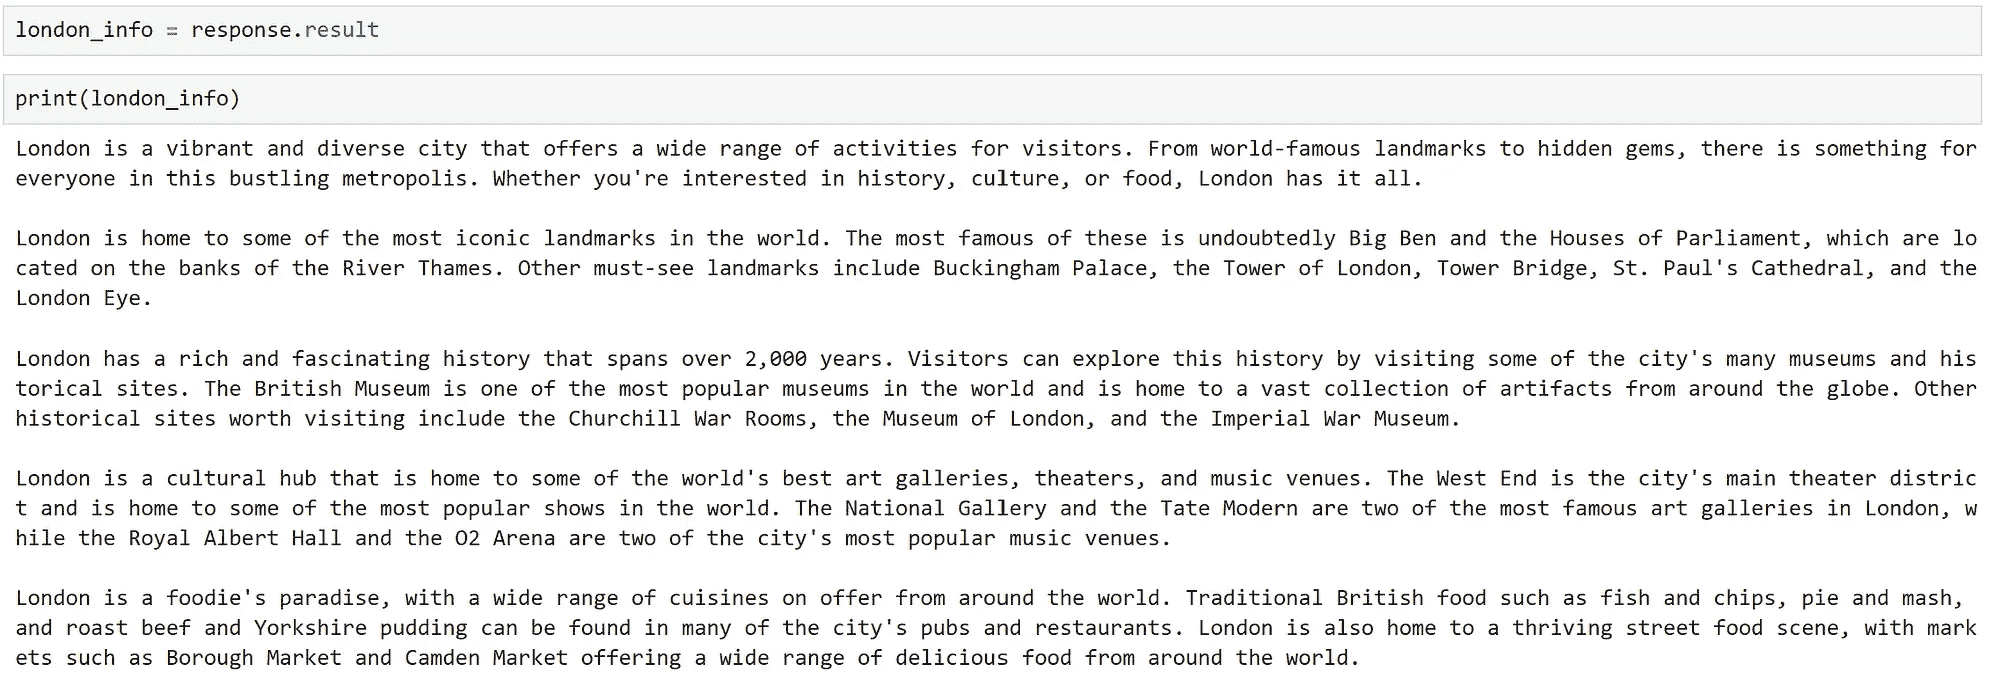 london_info = response.result
print(london_info)
London is a vibrant and diverse city that offers a wide range of activities for visitors. From world-famous landmarks to hidden gems, there is something for
everyone in this bustling metropolis. Whether you're interested in history, culture, or food, London has it all.
London is home to some of the most iconic landmarks in the world. The most famous of these is undoubtedly Big Ben and the Houses of Parliament, which are lo
cated on the banks of the River Thames. Other must-see landmarks include Buckingham Palace, the Tower of London, Tower Bridge, St. Paul's Cathedral, and the
London Eye.
London has a rich and fascinating history that spans over 2,000 years. Visitors can explore this history by visiting some of the city's many museums and his
torical sites. The British Museum is one of the most popular museums in the world and is home to a vast collection of artifacts from around the globe. Other
historical sites worth visiting include the Churchill War Rooms, the Museum of London, and the Imperial War Museum.
London is a cultural hub that is home to some of the world's best art galleries, theaters, and music venues. The West End is the city's main theater distric
t and is home to some of the most popular shows in the world. The National Gallery and the Tate Modern are two of the most famous art galleries in London, w
hile the Royal Albert Hall and the O2 Arena are two of the city's most popular music venues.
London is a foodie's paradise, with a wide range of cuisines on offer from around the world. Traditional British food such as fish and chips, pie and mash,
and roast beef and Yorkshire pudding can be found in many of the city's pubs and restaurants. London is also home to a thriving street food scene, with mark
ets such as Borough Market and Camden Market offering a wide range of delicious food from around the world.